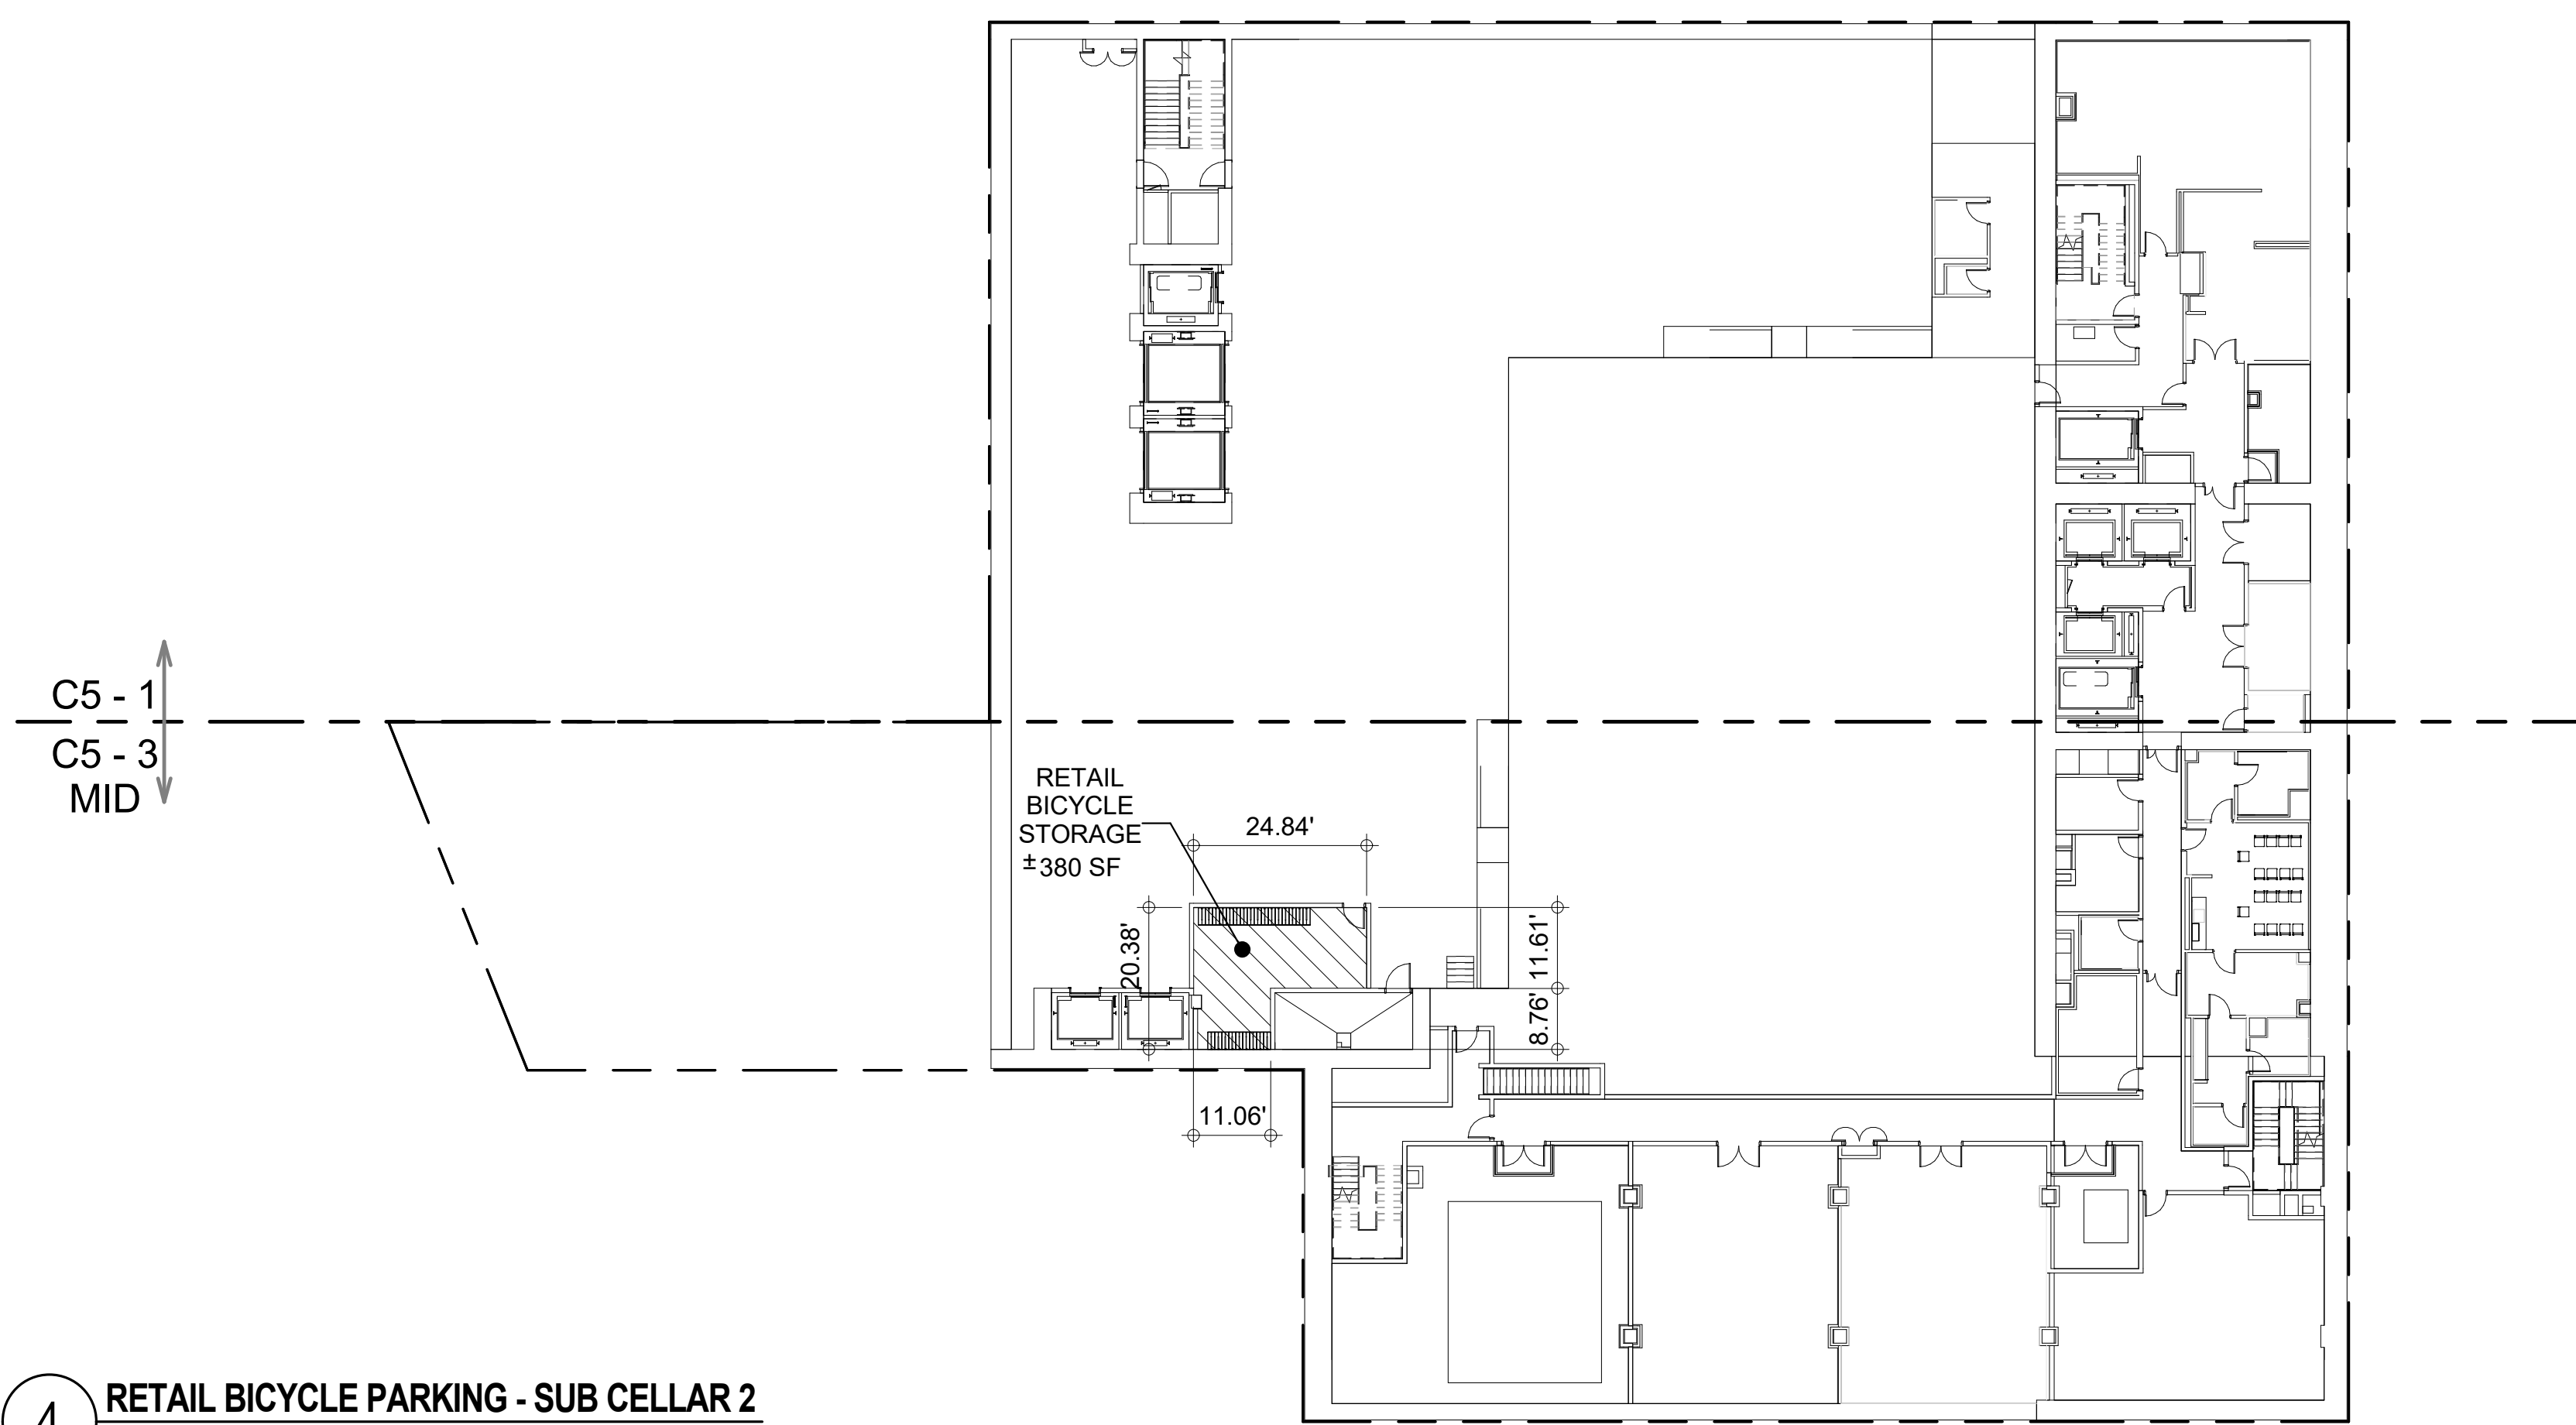 C5 - 1
C5 - 3
MID
RETAIL
BICYCLE
STORAGE
±380 SF
24.84'
20.38'
11.61'
8.76'
11.06'
4
RETAIL BICYCLE PARKING - SUB CELLAR 2